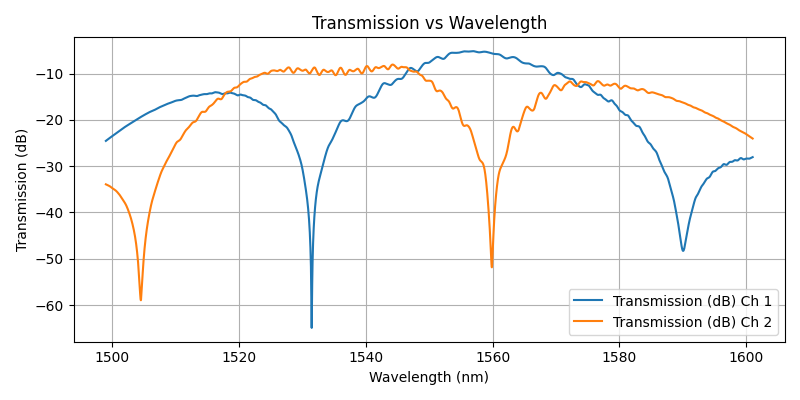 Transmission vs Wavelength
Transmission (dB)
−10
−20
−30
−40
−50
−60
Transmission (dB) Ch 1
Transmission (dB) Ch 2
1500
1520
1540
1560
1580
1600
Wavelength (nm)